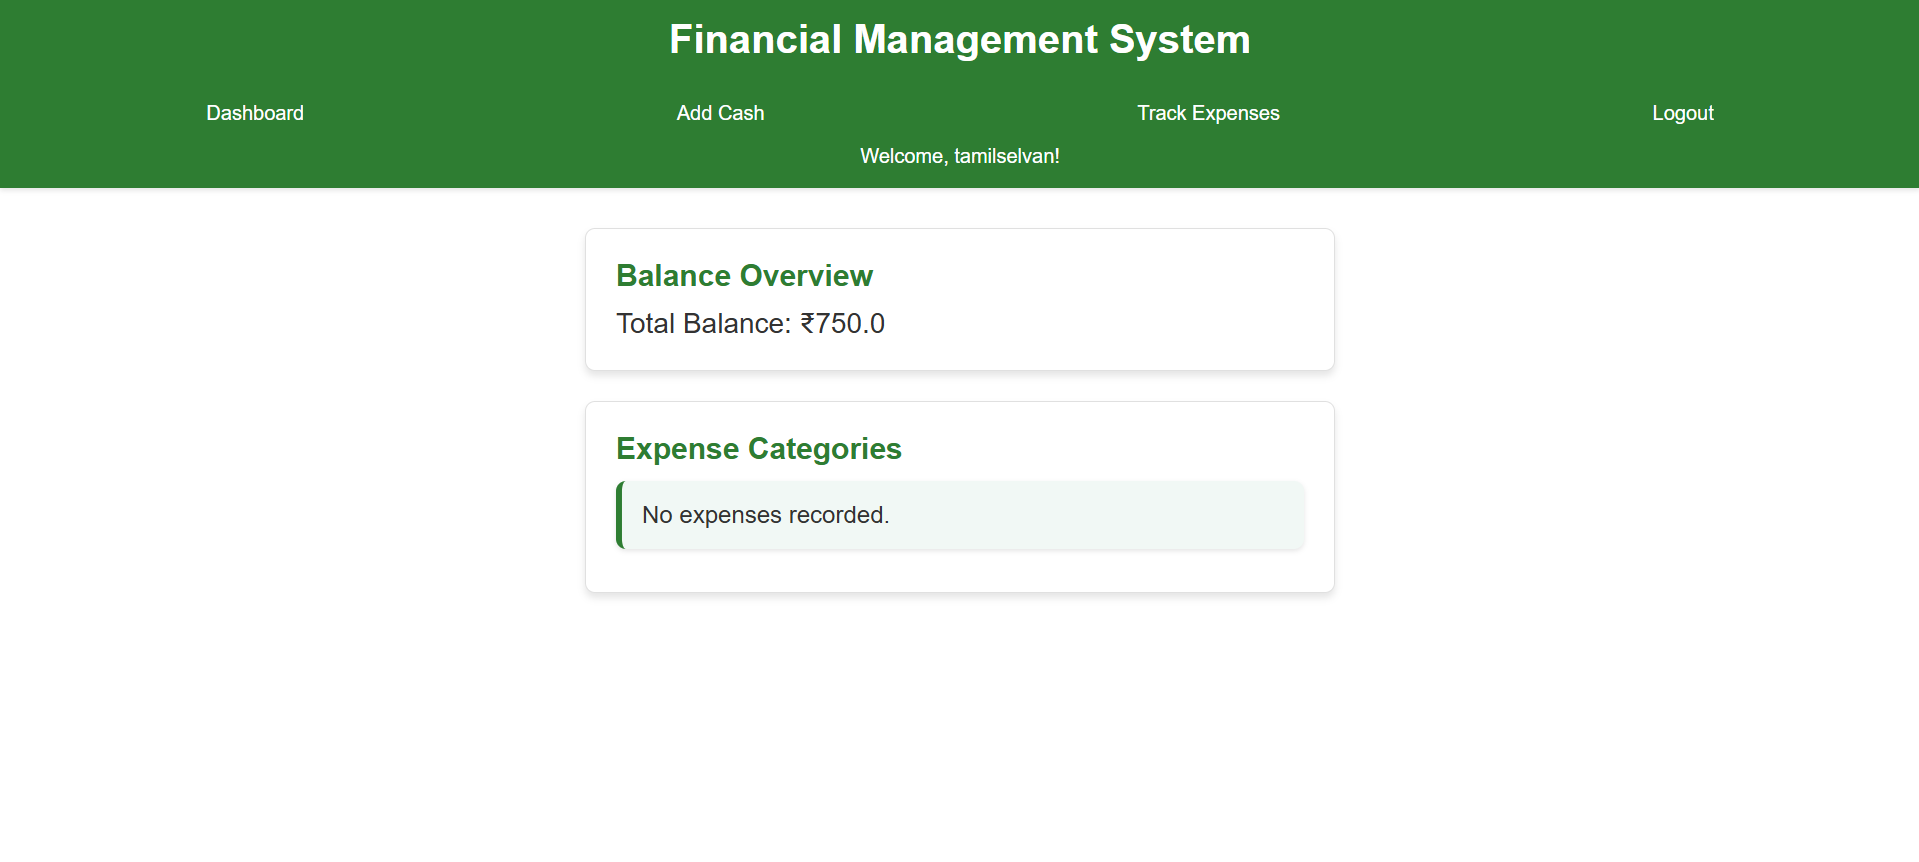 Financial Management System
Dashboard Add Cash Track Expenses Logout
Welcome, tamilselvan!
Balance Overview
Total Balance: ₹750.0
Expense Categories
No expenses recorded.